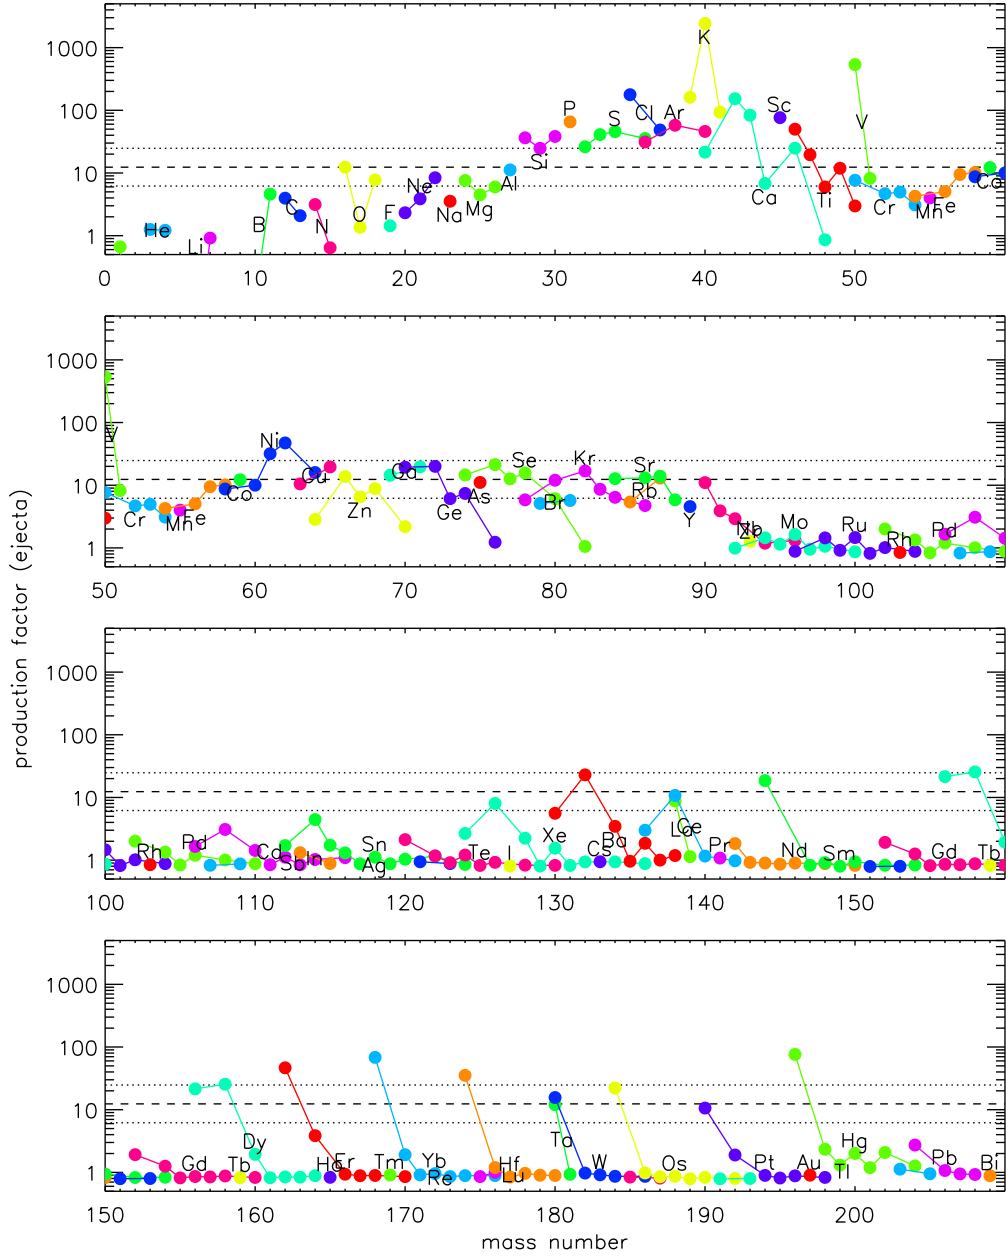 1000
100
10
1
He
Li
B
C
N
O
F
Ne
Na
Mg
Al
Si
P
S
Cl
Ar
K
Ca
Sc
Ti
V
Cr
Mn
Fe
Co
0 10 20 30 40 50
1000
100
10
1
V
Cr
Mn
Fe
Co
Ni
Cu
Zn
Ga
Ge
As
Se
Br
Kr
Rb
Sr
Y
Nb
Mo
Ru
Rh
Pd
50 60 70 80 90 100
production factor (ejecta)
1000
100
10
1
Rh
Pd
Cd
Sb
In
Sn
Ag
Te
I
Xe
Cs
Ba
La
Ce
Pr
Nd
Sm
Gd
Tb
100 110 120 130 140 150
1000
100
10
1
Gd
Tb
Dy
Ho
Er
Tm
Yb
Re
Hf
Lu
Ta
W
Os
Pt
Au
Hg
Tl
Pb
Bi
150 160 170 180 190 200
mass number